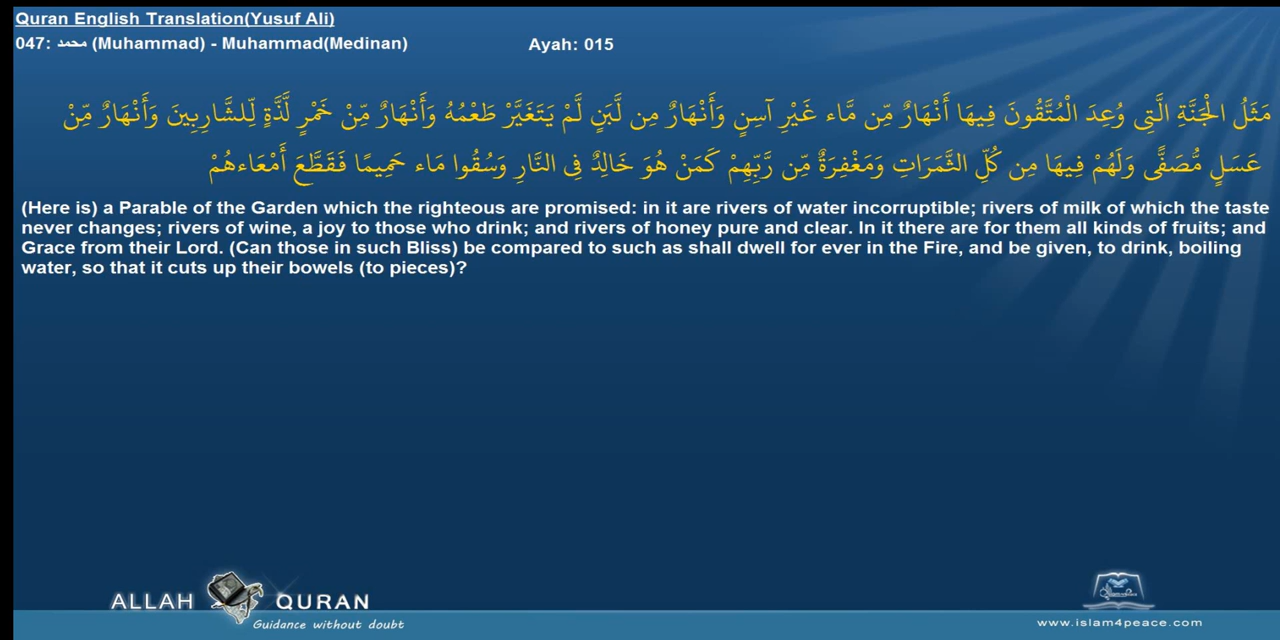 Quran English Translation(Yusuf Ali)
047: محمد (Muhammad) - Muhammad(Medinan) Ayah: 015
مَثَلُ الْجَنَّةِ الَّتِى وُعِدَ الْمُتَّقُونَ فِيهَا أَنْهَارٌ مِّن مَّاء غَيْرِ آسِنٍ وَأَنْهَارٌ مِن لَّبَنٍ لَّمْ يَتَغَيَّرْ طَعْمُهُ وَأَنْهَارٌ مِّنْ خَمْرٍ لَّذَّةٍ لِّلشَّارِبِينَ وَأَنْهَارٌ مِّنْ
عَسَلٍ مُّصَفًّى وَلَهُمْ فِيهَا مِن كُلِّ الثَّمَرَاتِ وَمَغْفِرَةٌ مِّن رَّبِّهِمْ كَمَنْ هُوَ خَالِدٌ فِى النَّارِ وَسُقُوا مَاء حَمِيمًا فَقَطَّعَ أَمْعَاءهُمْ
(Here is) a Parable of the Garden which the righteous are promised: in it are rivers of water incorruptible; rivers of milk of which the taste
never changes; rivers of wine, a joy to those who drink; and rivers of honey pure and clear. In it there are for them all kinds of fruits; and
Grace from their Lord. (Can those in such Bliss) be compared to such as shall dwell for ever in the Fire, and be given, to drink, boiling
water, so that it cuts up their bowels (to pieces)?
ALLAH QURAN
Guidance without doubt
www.islam4peace.com